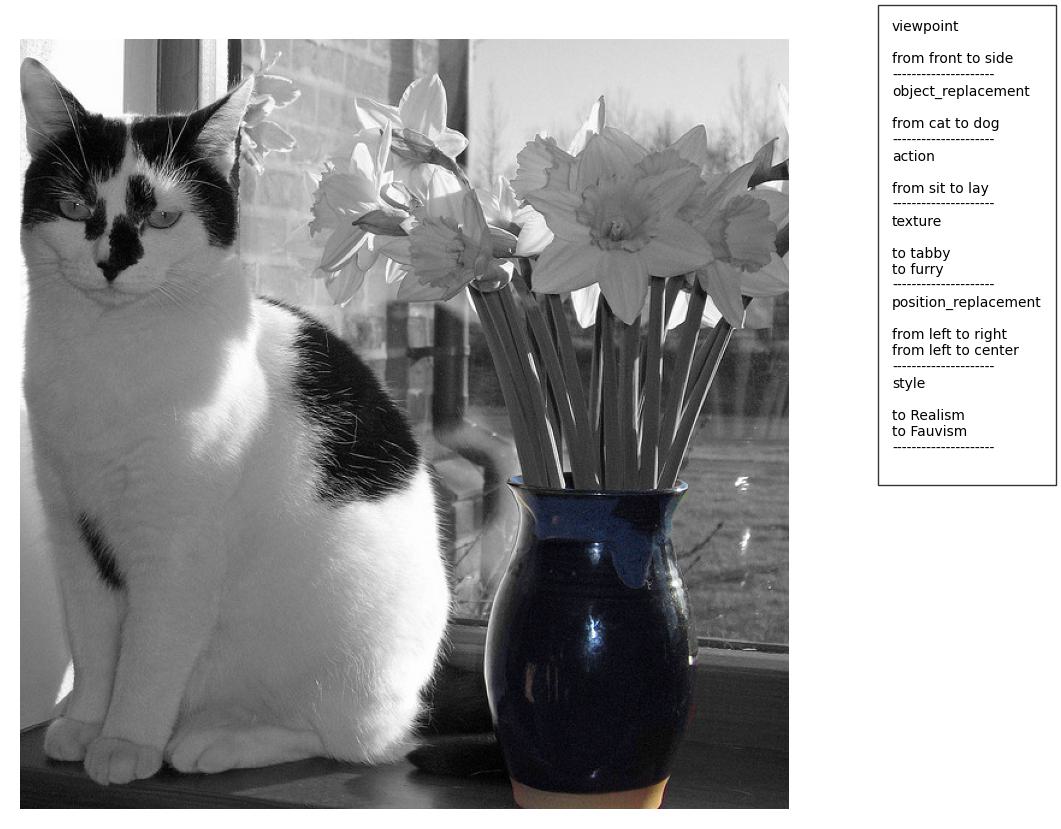 viewpoint
from front to side
---------------------
object_replacement
from cat to dog
---------------------
action
from sit to lay
---------------------
texture
to tabby
to furry
---------------------
position_replacement
from left to right
from left to center
---------------------
style
to Realism
to Fauvism
---------------------